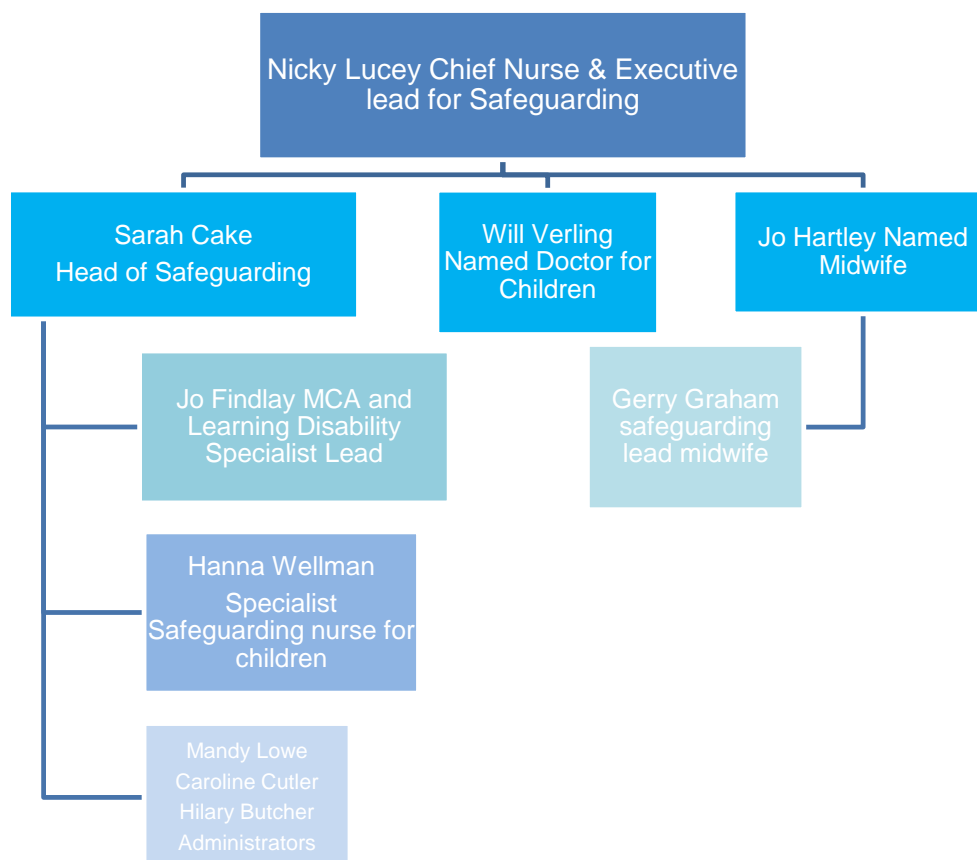 Nicky Lucey Chief Nurse & Executive
lead for Safeguarding
Sarah Cake
Head of Safeguarding
Will Verling
Named Doctor for
Children
Jo Hartley Named
Midwife
Jo Findlay MCA and
Learning Disability
Specialist Lead
Gerry Graham
safeguarding
lead midwife
Hanna Wellman
Specialist
Safeguarding nurse for
children
Mandy Lowe
Caroline Cutler
Hilary Butcher
Administrators